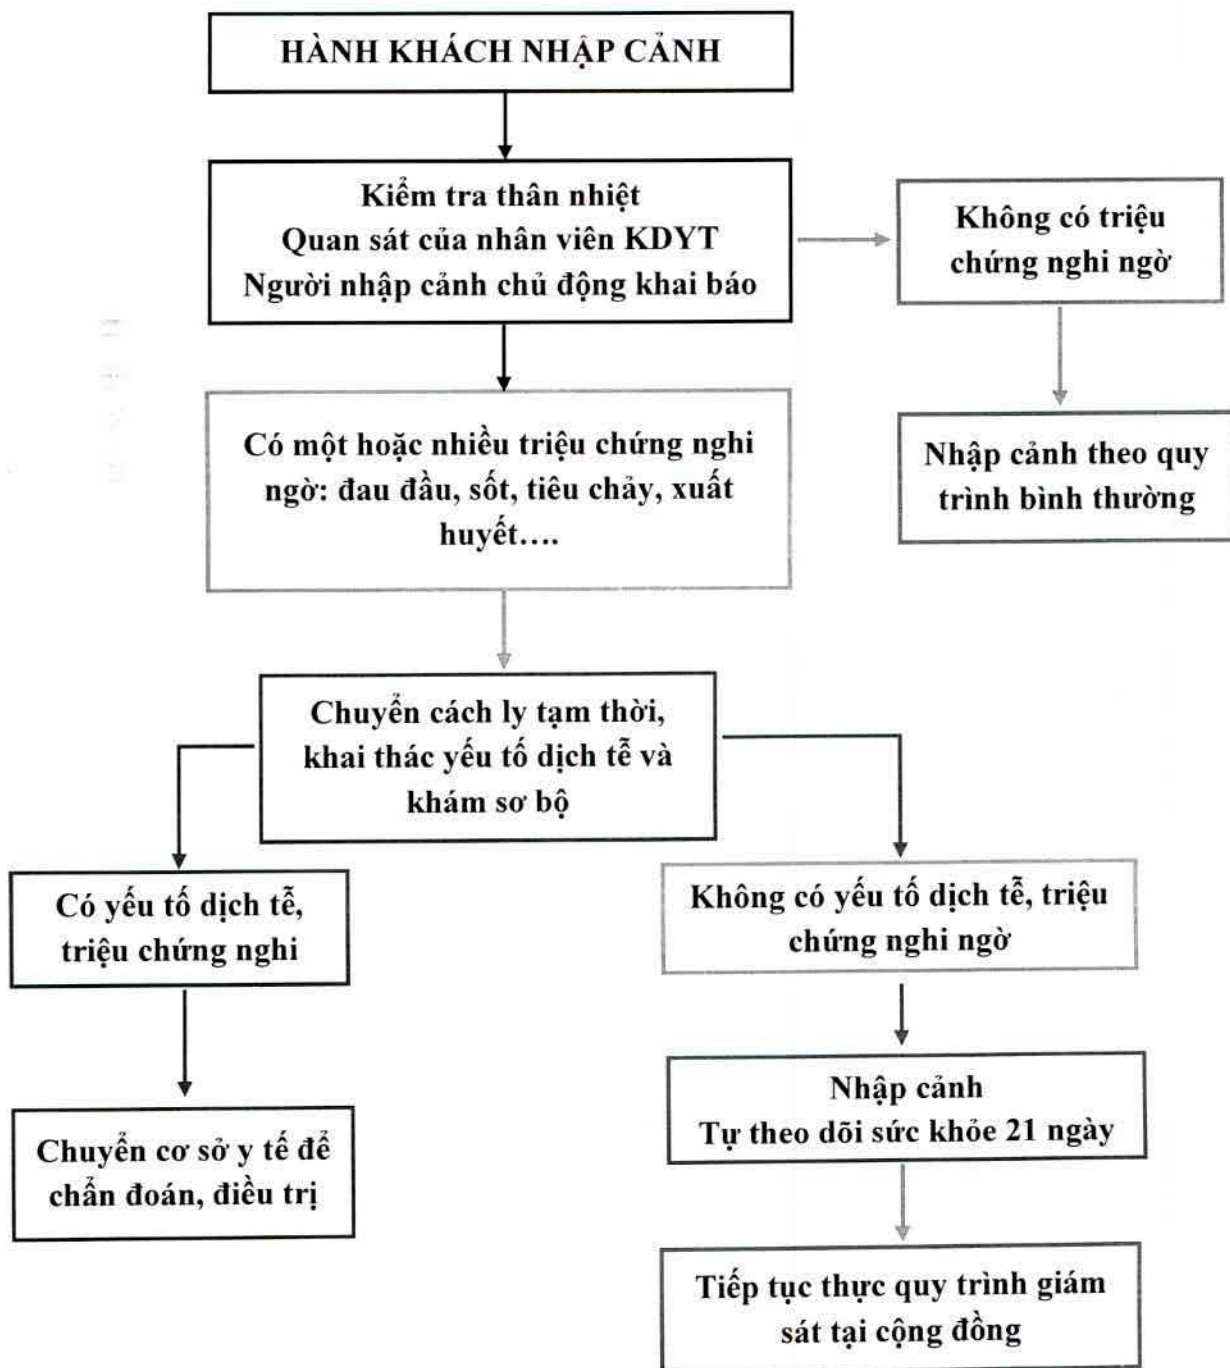 HÀNH KHÁCH NHẬP CẢNH
Kiểm tra thân nhiệt
Quan sát của nhân viên KDYT
Người nhập cảnh chủ động khai báo
Không có triệu
chứng nghi ngờ
Có một hoặc nhiều triệu chứng nghi
ngờ: đau đầu, sốt, tiêu chảy, xuất
huyết....
Nhập cảnh theo quy
trình bình thường
Chuyển cách ly tạm thời,
khai thác yếu tố dịch tễ và
khám sơ bộ
Có yếu tố dịch tễ,
triệu chứng nghi
Không có yếu tố dịch tễ, triệu
chứng nghi ngờ
Chuyển cơ sở y tế để
chẩn đoán, điều trị
Nhập cảnh
Tự theo dõi sức khỏe 21 ngày
Tiếp tục thực quy trình giám
sát tại cộng đồng